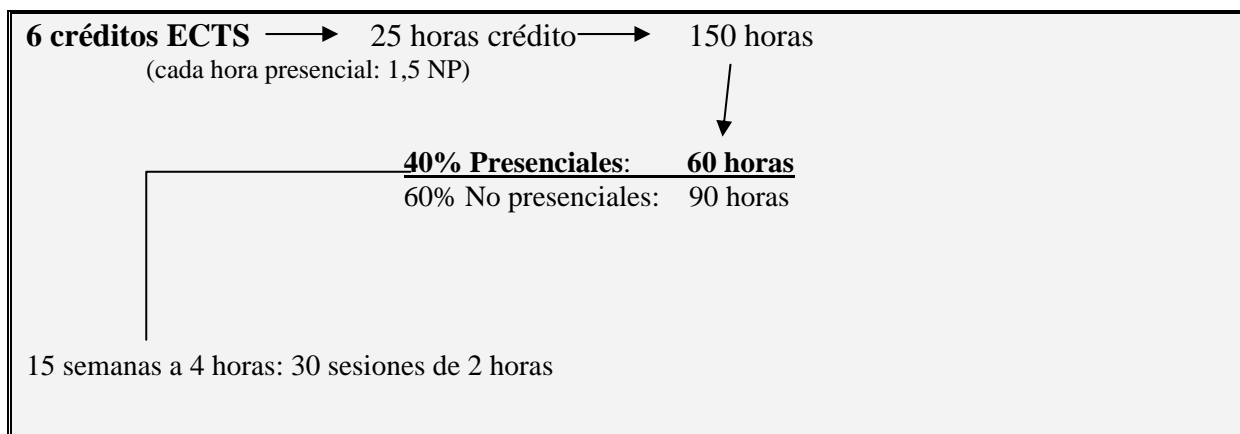 6 créditos ECTS 25 horas crédito 150 horas
(cada hora presencial: 1,5 NP)
40% Presenciales: 60 horas
60% No presenciales: 90 horas
15 semanas a 4 horas: 30 sesiones de 2 horas